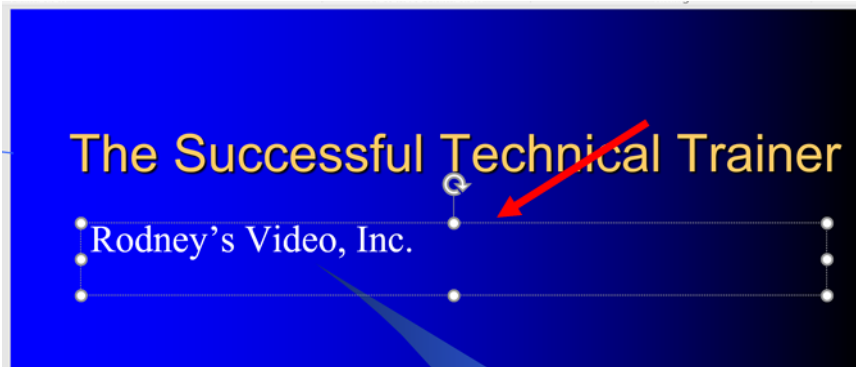 The Successful Technical Trainer
Rodney’s Video, Inc.